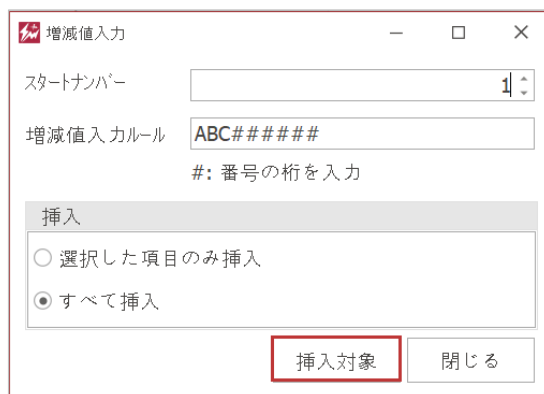 増減値入力
スタートナンバー 1
増減値入力ルール ABC######
#: 番号の桁を入力
挿入
選択した項目のみ挿入
すべて挿入
挿入対象 閉じる